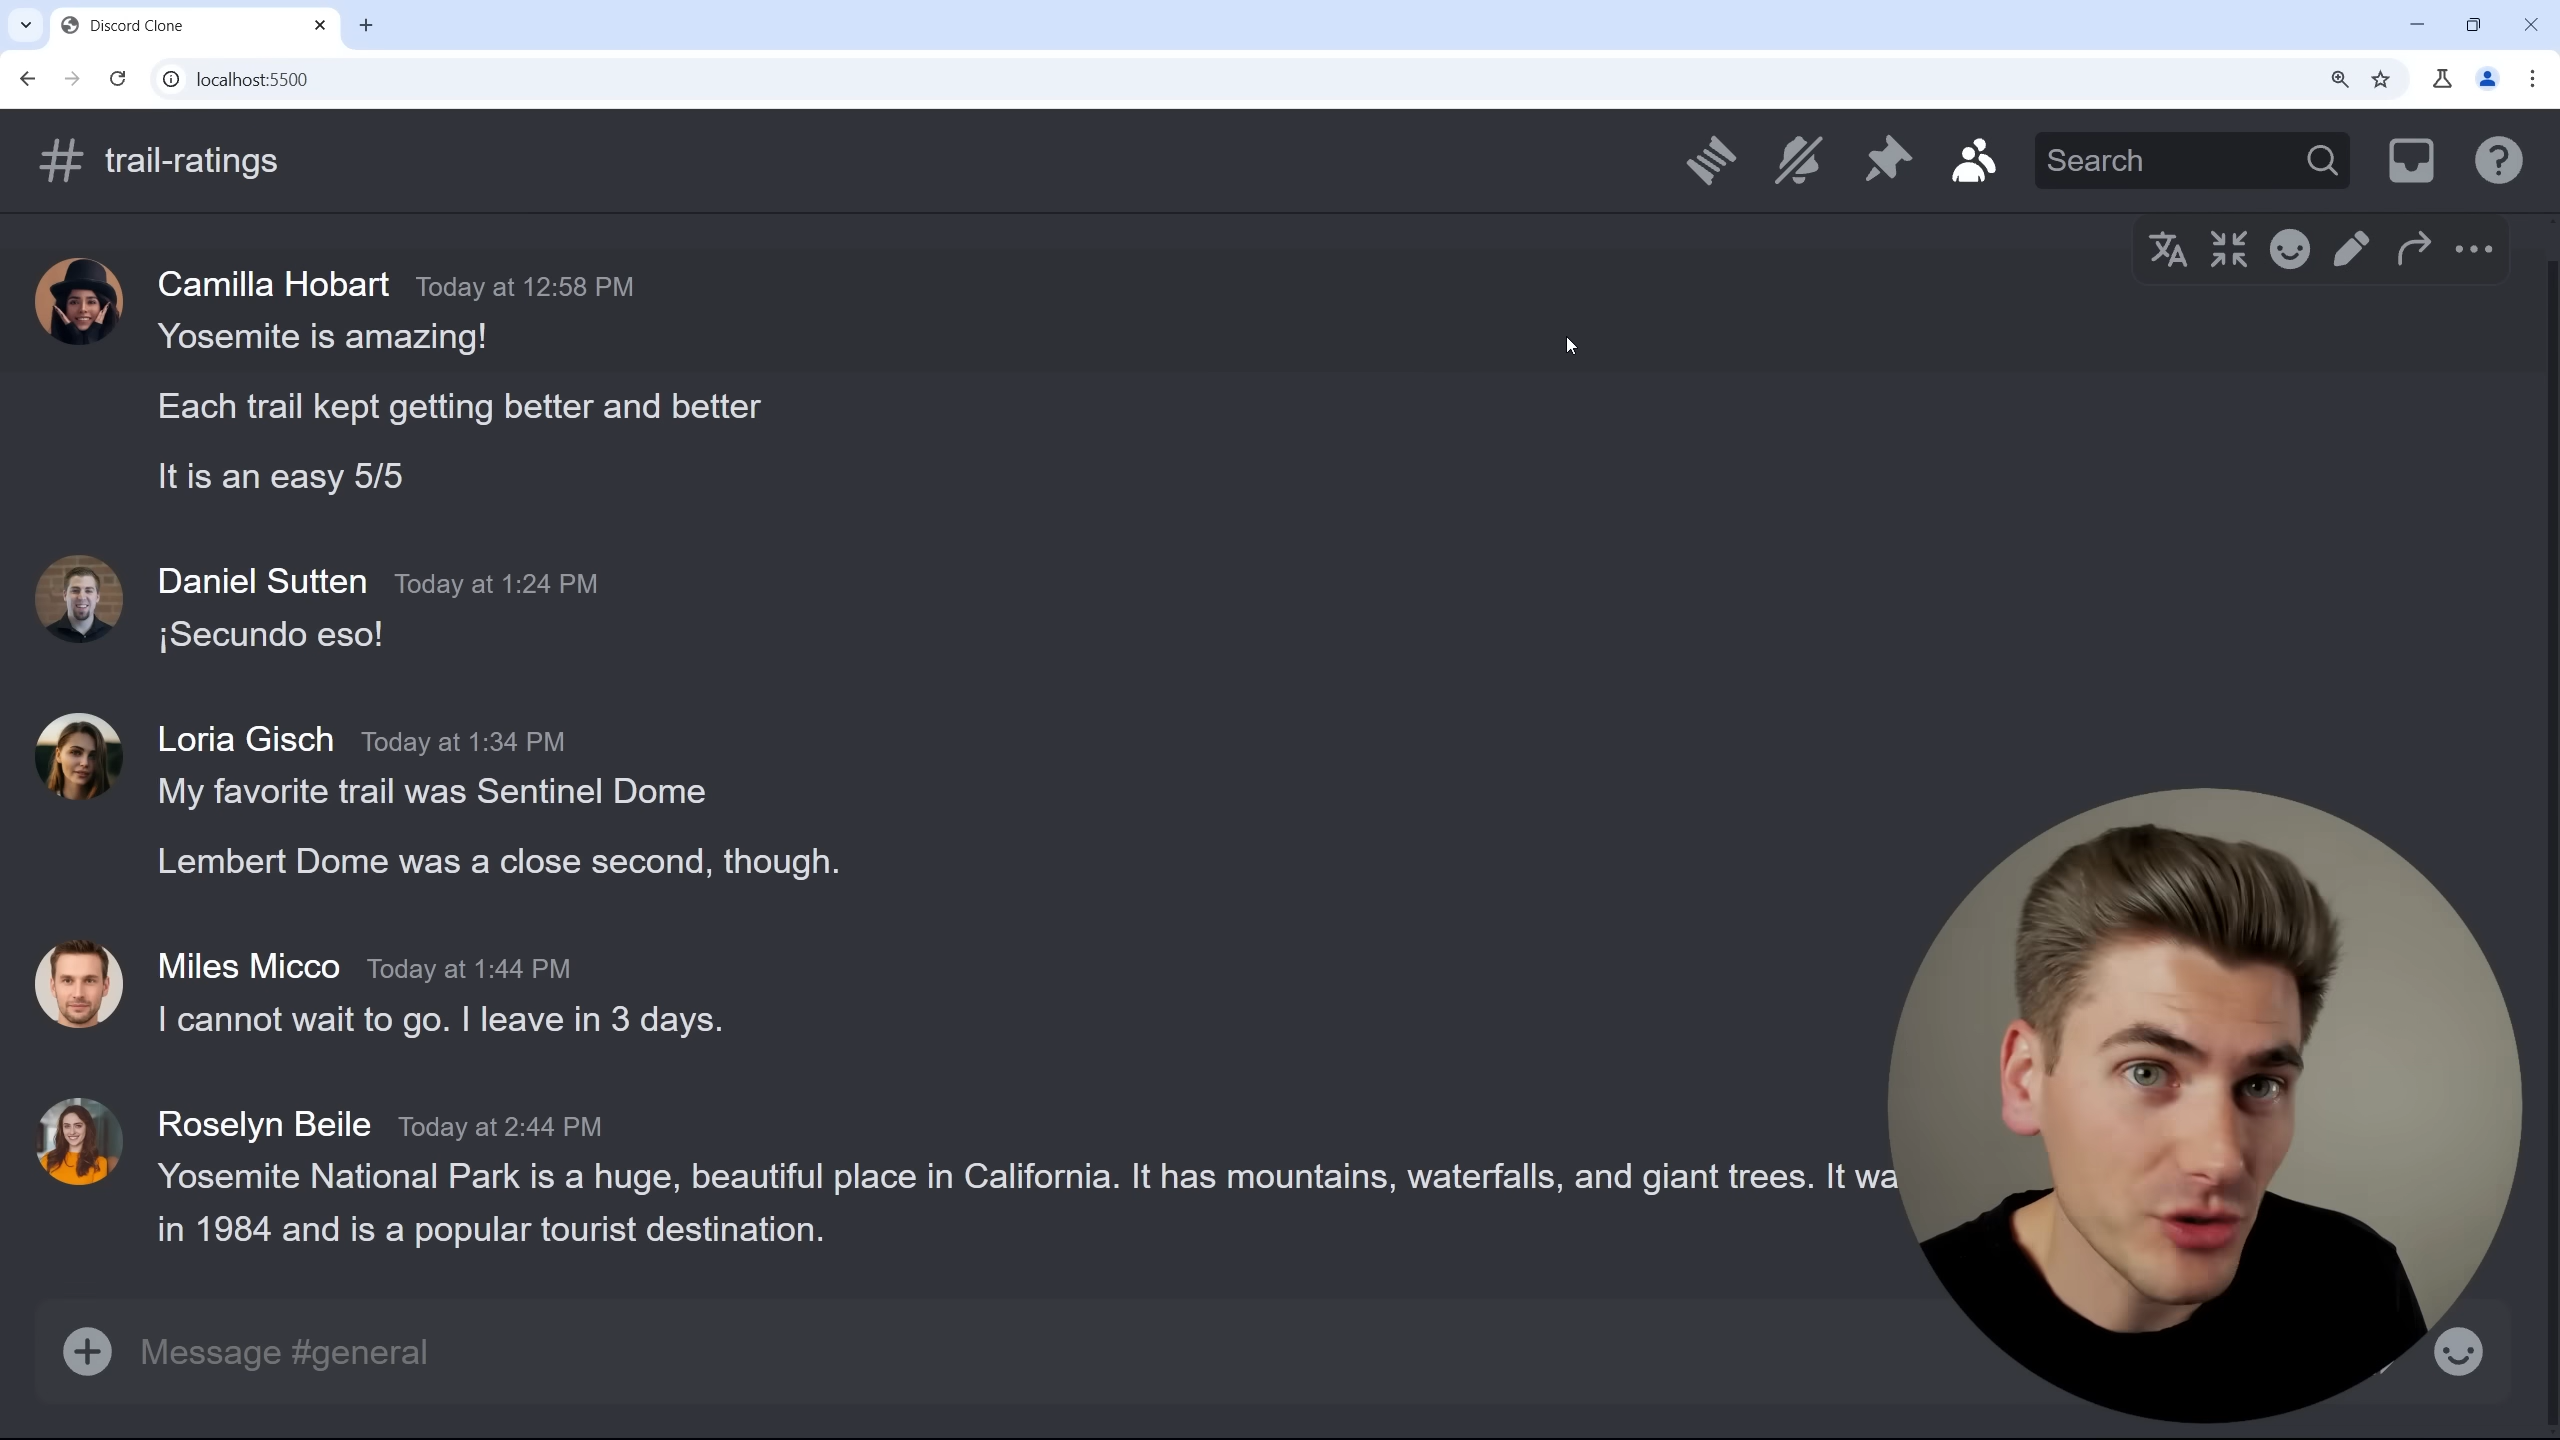 Discord Clone
localhost:5500
trail-ratings
Search
Camilla Hobart Today at 12:58 PM
Yosemite is amazing!
Each trail kept getting better and better
It is an easy 5/5
Daniel Sutten Today at 1:24 PM
¡Secundo eso!
Loria Gisch Today at 1:34 PM
My favorite trail was Sentinel Dome
Lembert Dome was a close second, though.
Miles Micco Today at 1:44 PM
I cannot wait to go. I leave in 3 days.
Roselyn Beile Today at 2:44 PM
Yosemite National Park is a huge, beautiful place in California. It has mountains, waterfalls, and giant trees. It
in 1984 and is a popular tourist destination.
Message #general